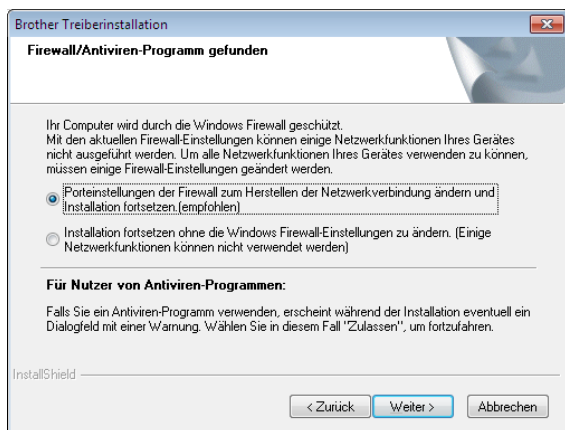 Brother Treiberinstallation
Firewall/Antiviren-Programm gefunden
Ihr Computer wird durch die Windows Firewall geschützt.
Mit den aktuellen Firewall-Einstellungen können einige Netzwerkfunktionen Ihres Gerätes
nicht ausgeführt werden. Um alle Netzwerkfunktionen Ihres Gerätes verwenden zu können,
müssen einige Firewall-Einstellungen geändert werden.
Porteinstellungen der Firewall zum Herstellen der Netzwerkverbindung ändern und
Installation fortsetzen.(empfohlen)
Installation fortsetzen ohne die Windows Firewall-Einstellungen zu ändern. (Einige
Netzwerkfunktionen können nicht verwendet werden)
Für Nutzer von Antiviren-Programmen:
Falls Sie ein Antiviren-Programm verwenden, erscheint während der Installation eventuell ein
Dialogfeld mit einer Warnung. Wählen Sie in diesem Fall "Zulassen", um fortzufahren.
InstallShield
< Zurück Weiter > Abbrechen